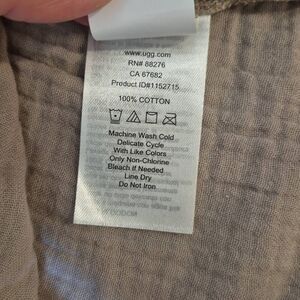 www.ugg.com
RN# 88276
CA 67682
Product ID#1152715
100% COTTON
Machine Wash Cold
Delicate Cycle
With Like Colors
Only Non-Chlorine
Bleach If Needed
Line Dry
Do Not Iron